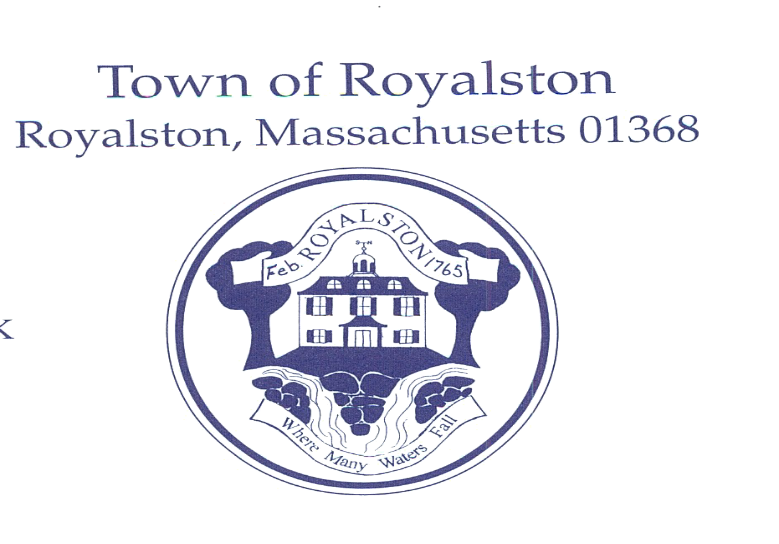 Town of Royalston
Royalston, Massachusetts 01368
Feb. ROYALSTON 1765
S N
K
Where Many Waters Fall